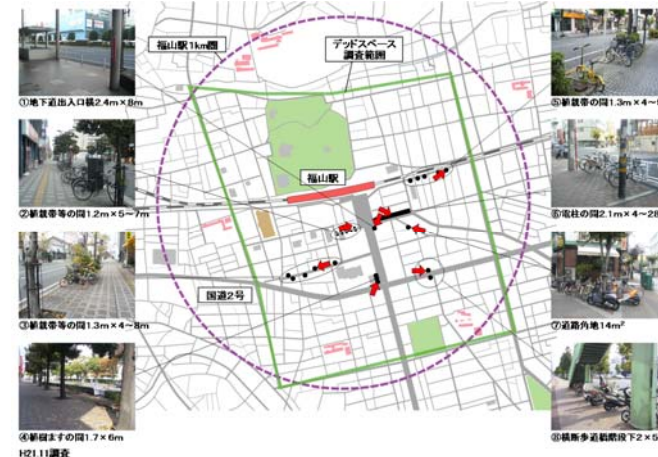 ①地下道出入口横2.4m×8m
②植栽帯等の間1.2m×5~7m
③植栽帯等の間1.3m×4~8m
④植樹ますの間1.7×6m
H21.11調査
福山駅1km圏
デッドスペース
調査範囲
福山駅
国道2号
⑤植栽帯の間1.3m×4~
⑥電柱の間2.1m×4~28
⑦道路角地14m²
横断歩道橋階段下2×5